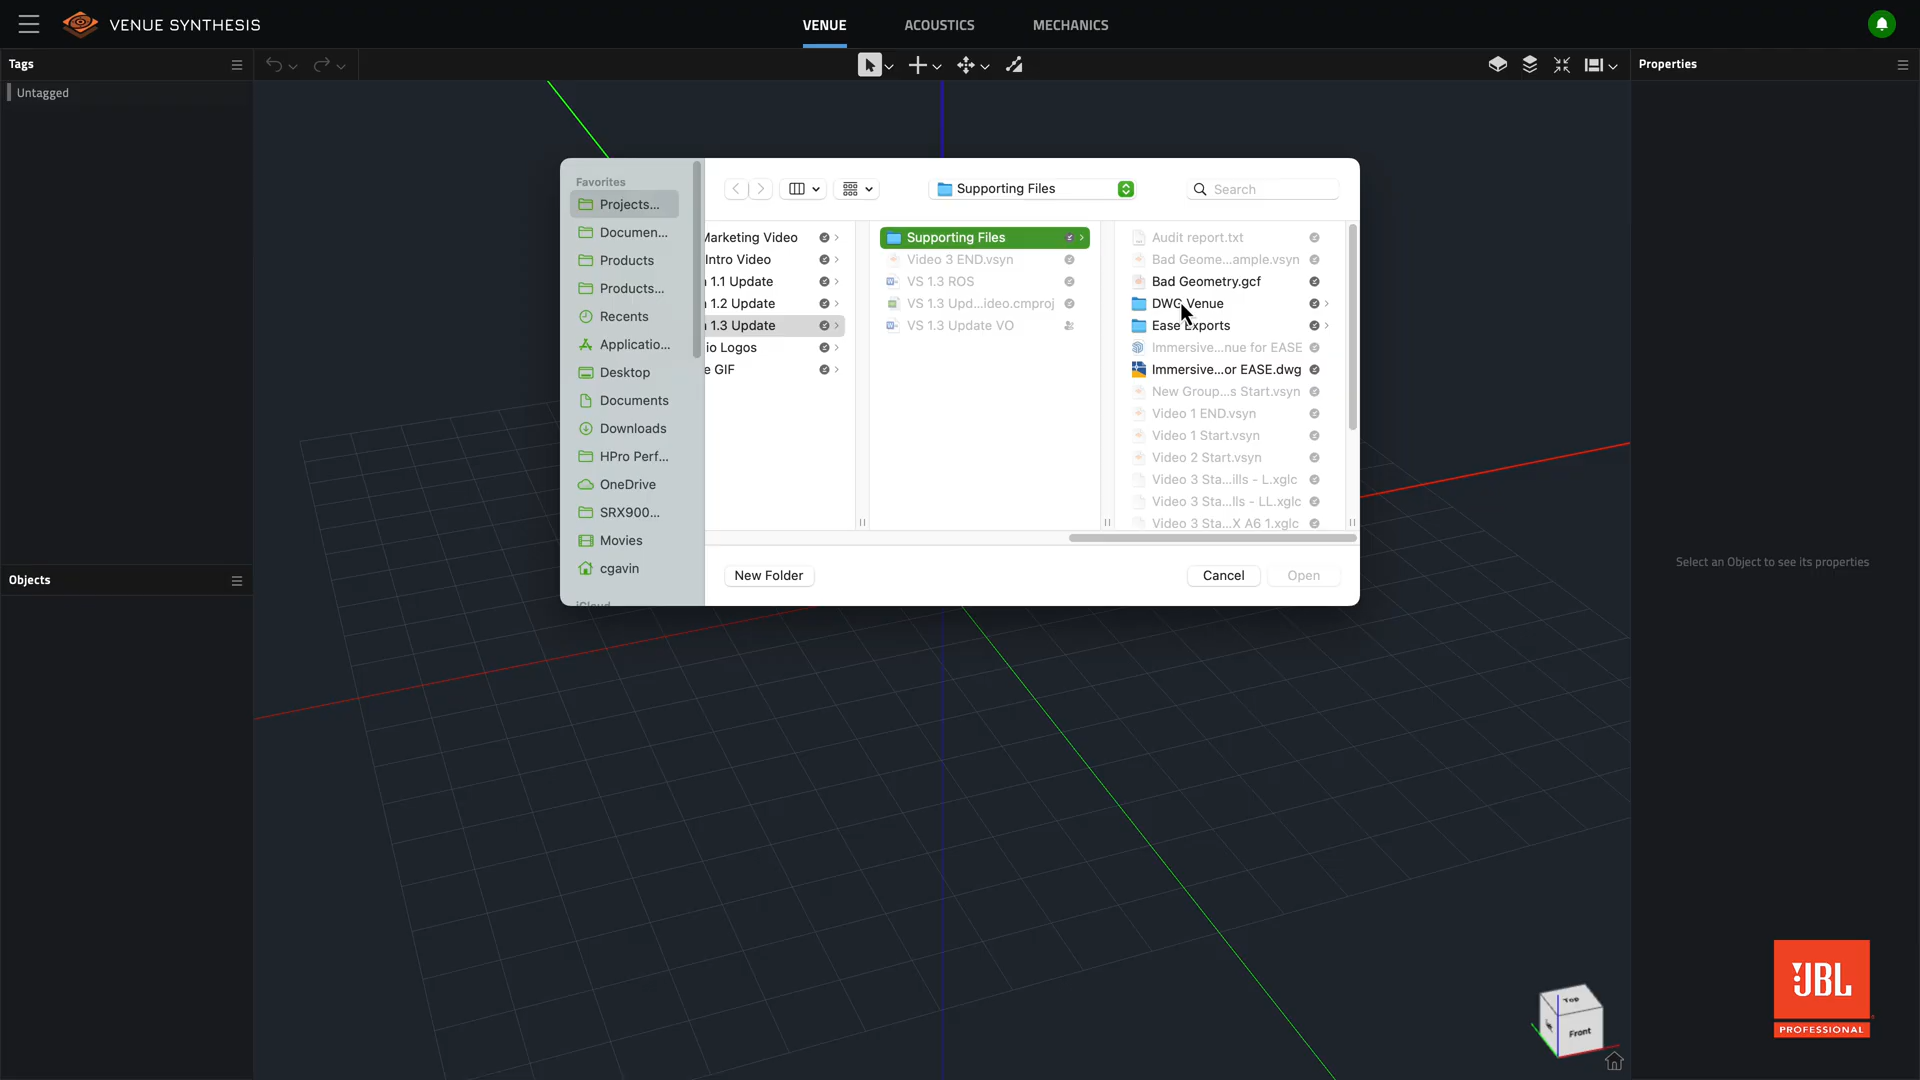 VENUE SYNTHESIS
VENUE
ACOUSTICS
MECHANICS
Tags
Untagged
Properties
Favorites
Projects...
Documen...
Products
Products...
Recents
Applicatio...
Desktop
Documents
Downloads
HPro Perf...
OneDrive
SRX900...
Movies
cgavin
iCloud
Supporting Files
Search
Marketing Video
Intro Video
1.1 Update
1.2 Update
1.3 Update
io Logos
e GIF
Supporting Files
Video 3 END.vsyn
VS 1.3 ROS
VS 1.3 Upd...ideo.cmproj
VS 1.3 Update VO
Audit report.txt
Bad Geome...ample.vsyn
Bad Geometry.gcf
DWG Venue
Ease Exports
Immersive...nue for EASE
Immersive...or EASE.dwg
New Group...s Start.vsyn
Video 1 END.vsyn
Video 1 Start.vsyn
Video 2 Start.vsyn
Video 3 Sta...ills - L.xglc
Video 3 Sta...lls - LL.xglc
Video 3 Sta...X A6 1.xglc
New Folder
Cancel
Open
Objects
Select an Object to see its properties
Top
Front
JBL
PROFESSIONAL